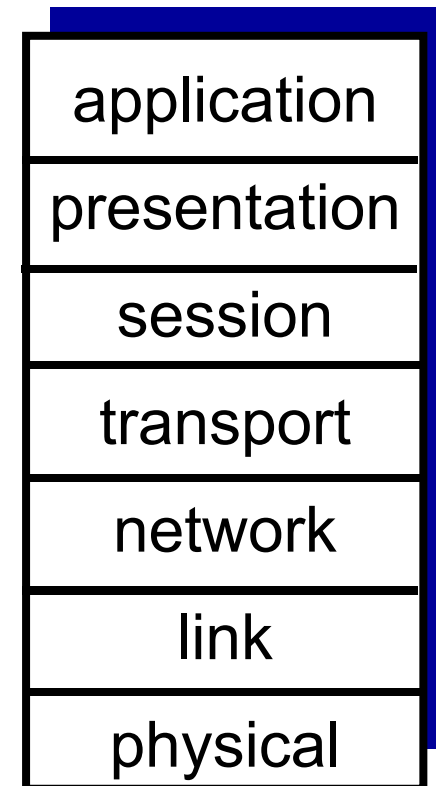 application
presentation
session
transport
network
link
physical